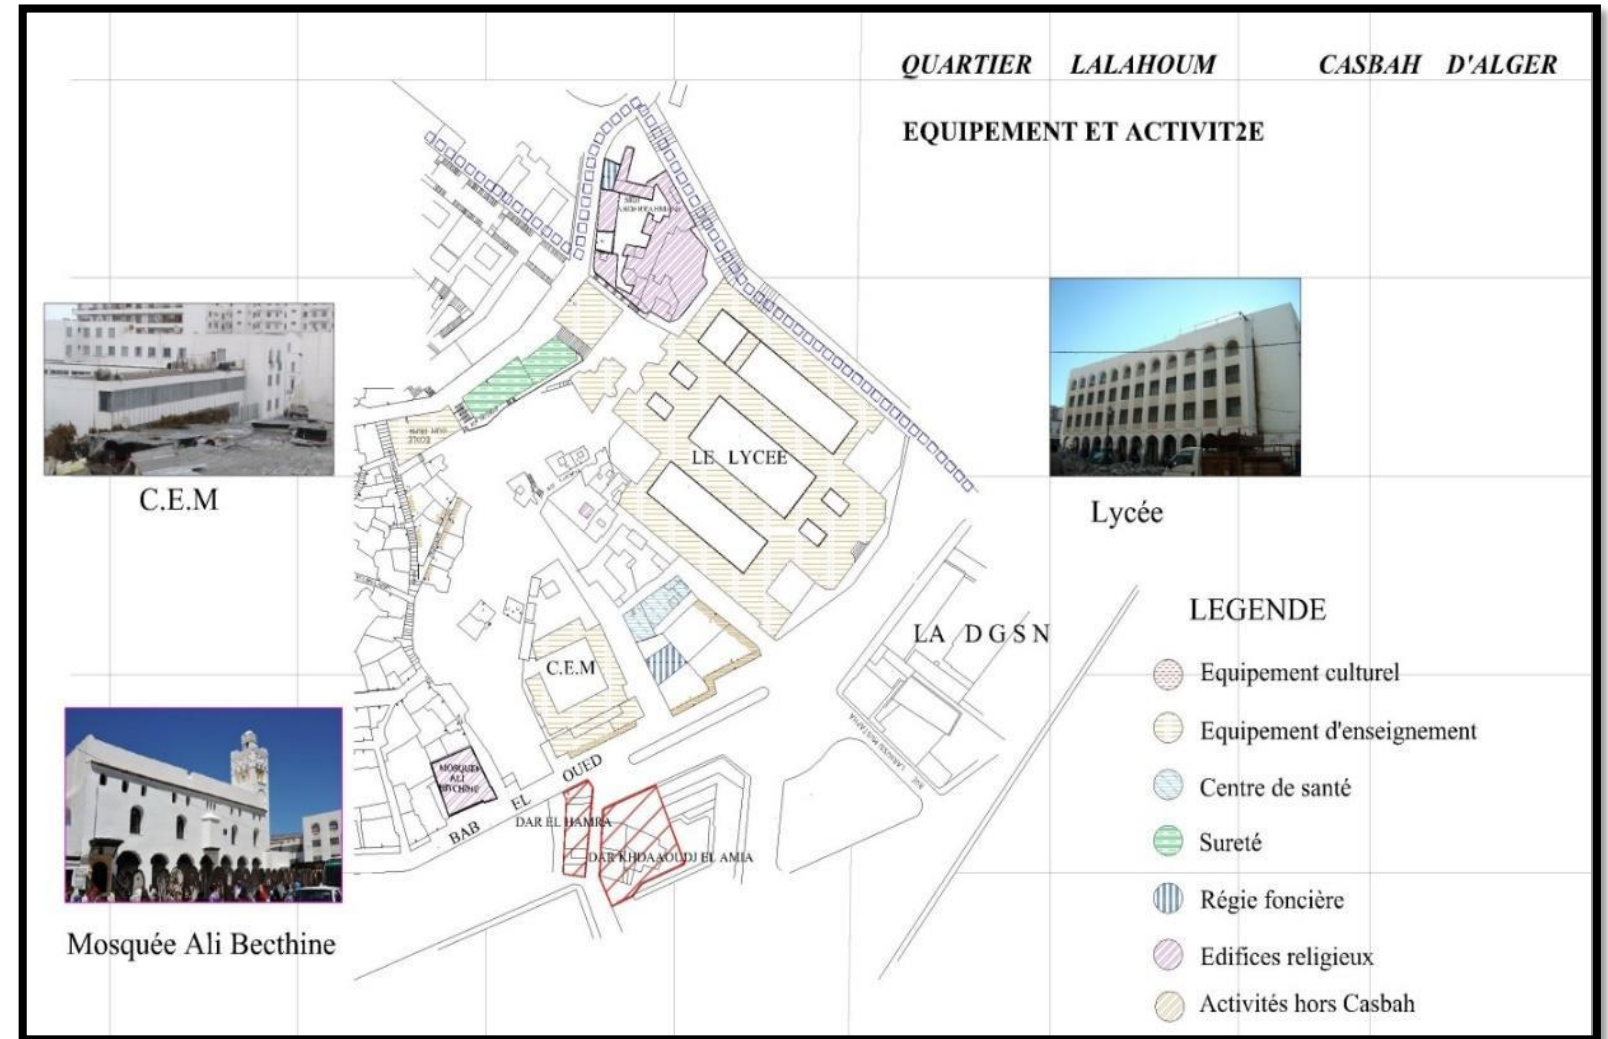 QUARTIER LALAHOUM CASBAH D'ALGER
EQUIPEMENT ET ACTIVIT2E
C.E.M
Lycée
Mosquée Ali Becthine
LE LYCEE
C.E.M
LA DGSN
MOSQUEE
ALI
BITCHINE
BAB EL OUED
DAR EL HAMRA
DAR KHDAAOUDJ EL AMIA
LEGENDE
Equipement culturel
Equipement d'enseignement
Centre de santé
Sureté
Régie foncière
Edifices religieux
Activités hors Casbah